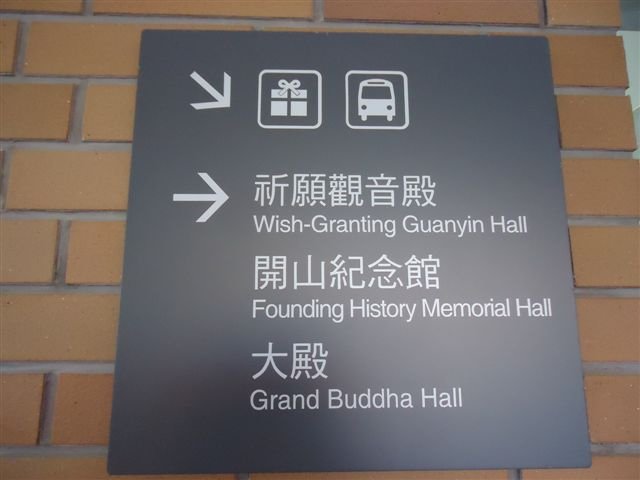 祈願觀音殿
Wish-Granting Guanyin Hall
開山紀念館
Founding History Memorial Hall
大殿
Grand Buddha Hall